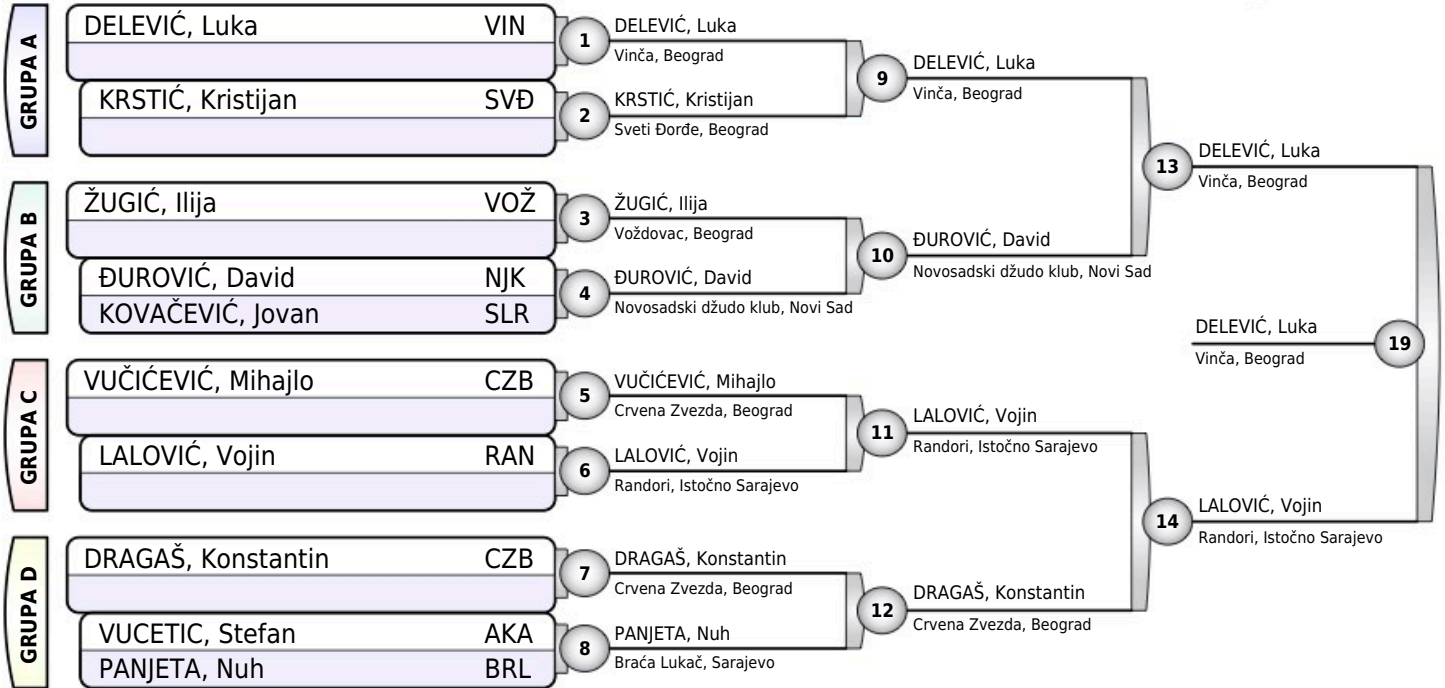 GRUPA A
DELEVIĆ, Luka VIN
KRSTIĆ, Kristijan SVĐ
GRUPA B
ŽUGIĆ, Ilija VOŽ
ĐUROVIĆ, David NJK
KOVAČEVIĆ, Jovan SLR
GRUPA C
VUČIĆEVIĆ, Mihajlo CZB
LALOVIĆ, Vojin RAN
GRUPA D
DRAGAŠ, Konstantin CZB
VUCETIC, Stefan AKA
PANJETA, Nuh BRL
1
DELEVIĆ, Luka
Vinča, Beograd
2
KRSTIĆ, Kristijan
Sveti Đorđe, Beograd
3
ŽUGIĆ, Ilija
Voždovac, Beograd
4
ĐUROVIĆ, David
Novosadski džudo klub, Novi Sad
5
VUČIĆEVIĆ, Mihajlo
Crvena Zvezda, Beograd
6
LALOVIĆ, Vojin
Randori, Istočno Sarajevo
7
DRAGAŠ, Konstantin
Crvena Zvezda, Beograd
8
PANJETA, Nuh
Braća Lukač, Sarajevo
9
DELEVIĆ, Luka
Vinča, Beograd
10
ĐUROVIĆ, David
Novosadski džudo klub, Novi Sad
11
LALOVIĆ, Vojin
Randori, Istočno Sarajevo
12
DRAGAŠ, Konstantin
Crvena Zvezda, Beograd
13
DELEVIĆ, Luka
Vinča, Beograd
14
LALOVIĆ, Vojin
Randori, Istočno Sarajevo
DELEVIĆ, Luka
Vinča, Beograd
19